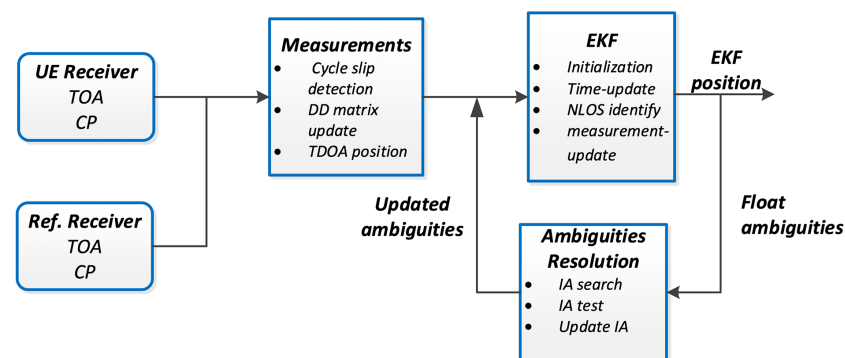 UE Receiver
TOA
CP
Ref. Receiver
TOA
CP
Measurements
• Cycle slip
detection
• DD matrix
update
• TDOA position
EKF
• Initialization
• Time-update
• NLOS identify
• measurement-
update
EKF
position
Updated
ambiguities
Float
ambiguities
Ambiguities
Resolution
• IA search
• IA test
• Update IA